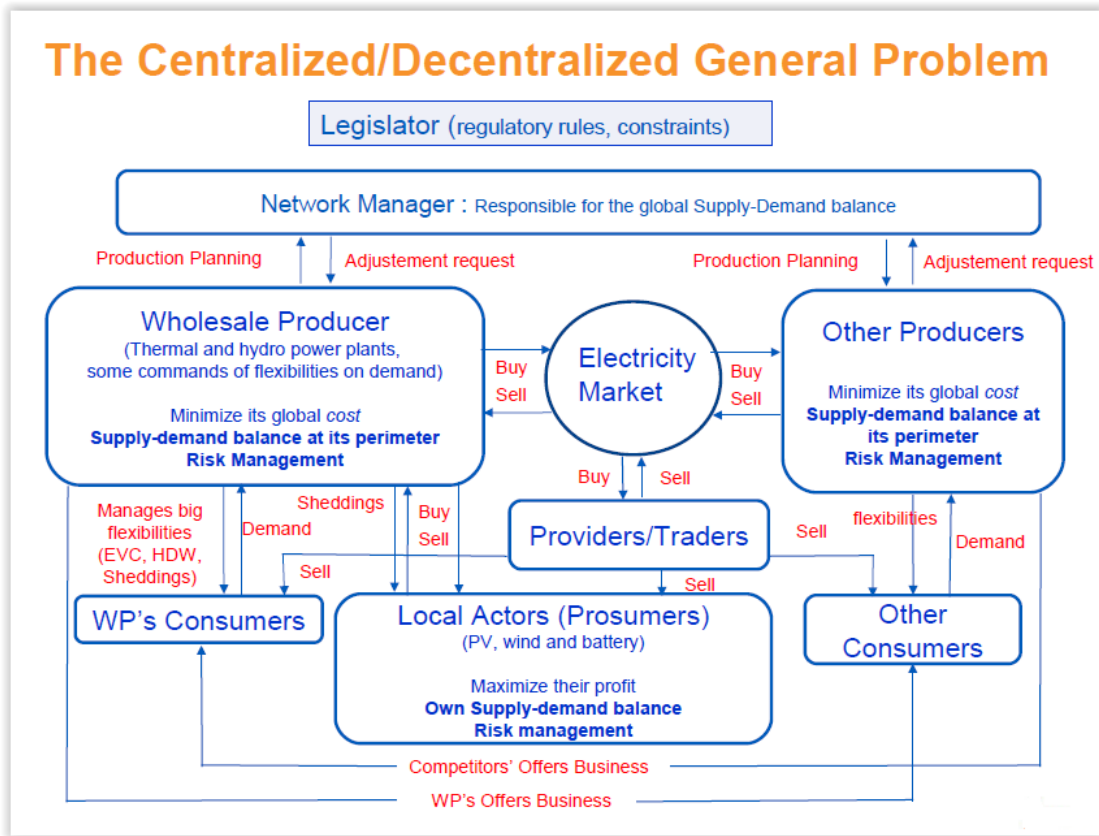 The Centralized/Decentralized General Problem
Legislator (regulatory rules, constraints)
Network Manager : Responsible for the global Supply-Demand balance
Production Planning
Adjustement request
Production Planning
Adjustement request
Wholesale Producer
(Thermal and hydro power plants,
some commands of flexibilities on demand)
Minimize its global cost
Supply-demand balance at its perimeter
Risk Management
Buy
Sell
Electricity
Market
Buy
Sell
Other Producers
Minimize its global cost
Supply-demand balance at
its perimeter
Risk Management
Manages big
flexibilities
(EVC, HDW,
Sheddings)
Demand
Sheddings
Buy
Sell
Buy
Sell
Providers/Traders
Sell
Sell
Sell
flexibilities
Demand
WP's Consumers
Local Actors (Prosumers)
(PV, wind and battery)
Maximize their profit
Own Supply-demand balance
Risk management
Other
Consumers
Competitors' Offers Business
WP's Offers Business